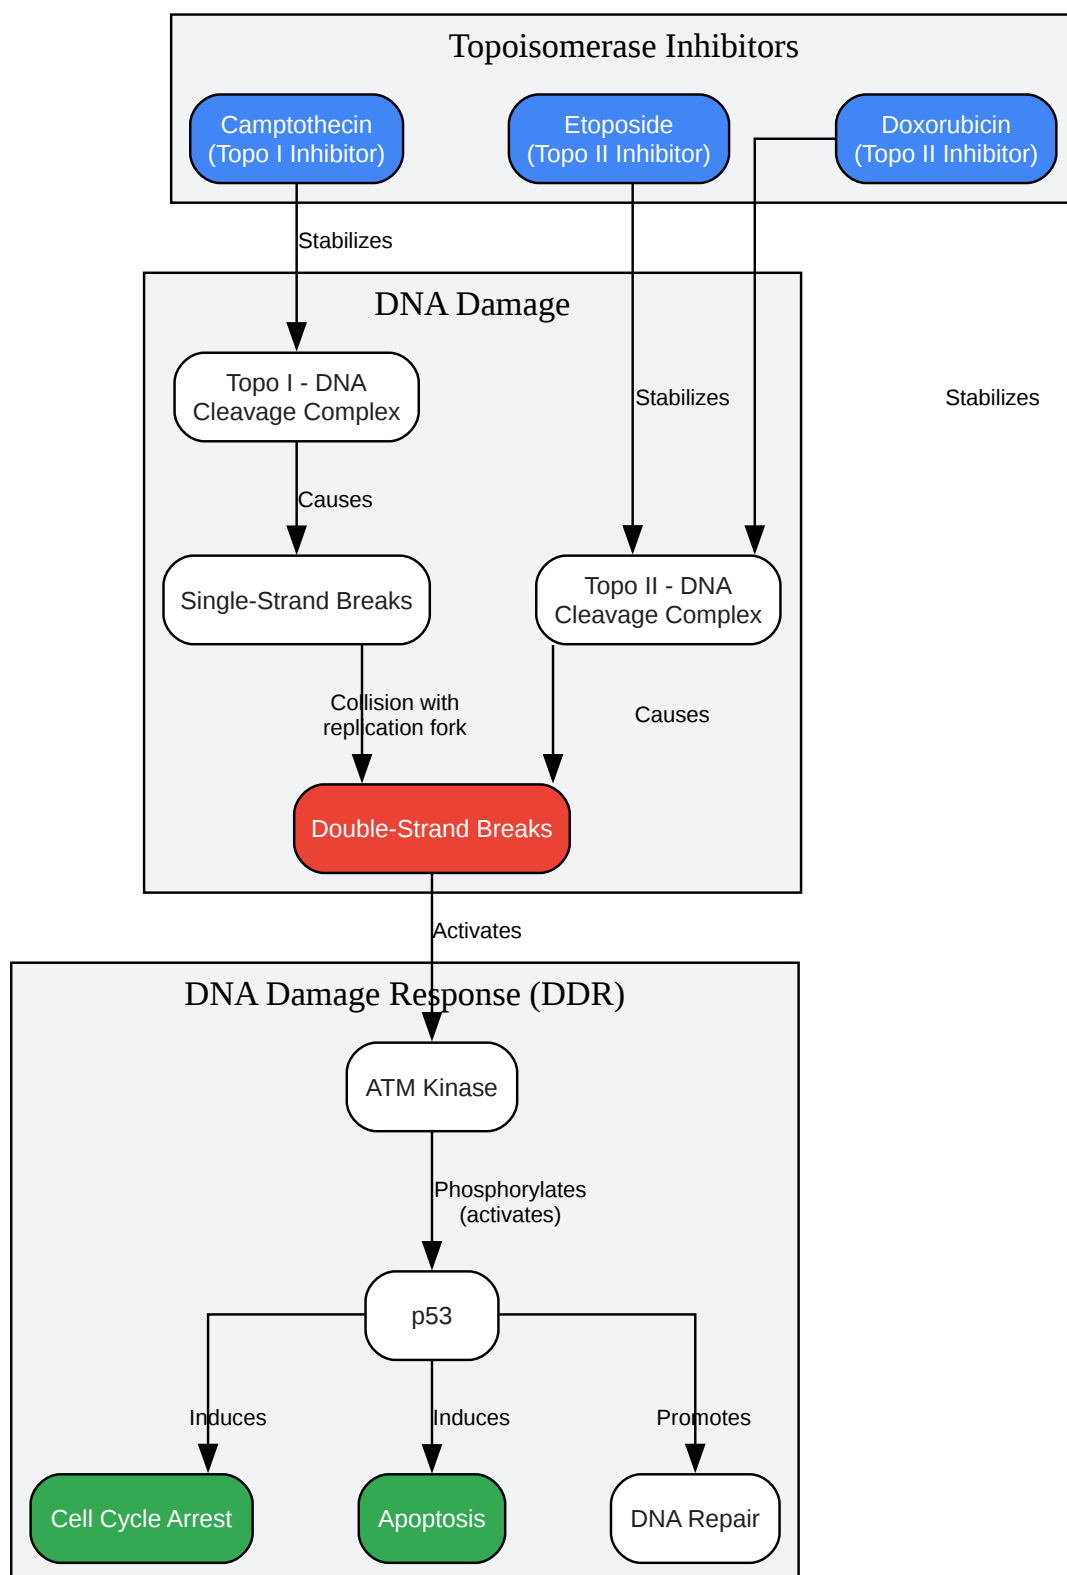 Topoisomerase Inhibitors
Camptothecin
(Topo I Inhibitor)
Etoposide
(Topo II Inhibitor)
Doxorubicin
(Topo II Inhibitor)
Stabilizes
DNA Damage
Topo I - DNA
Cleavage Complex
Stabilizes
Stabilizes
Causes
Single-Strand Breaks
Topo II - DNA
Cleavage Complex
Collision with
replication fork
Causes
Double-Strand Breaks
Activates
DNA Damage Response (DDR)
ATM Kinase
Phosphorylates
(activates)
p53
Induces
Induces
Promotes
Cell Cycle Arrest
Apoptosis
DNA Repair